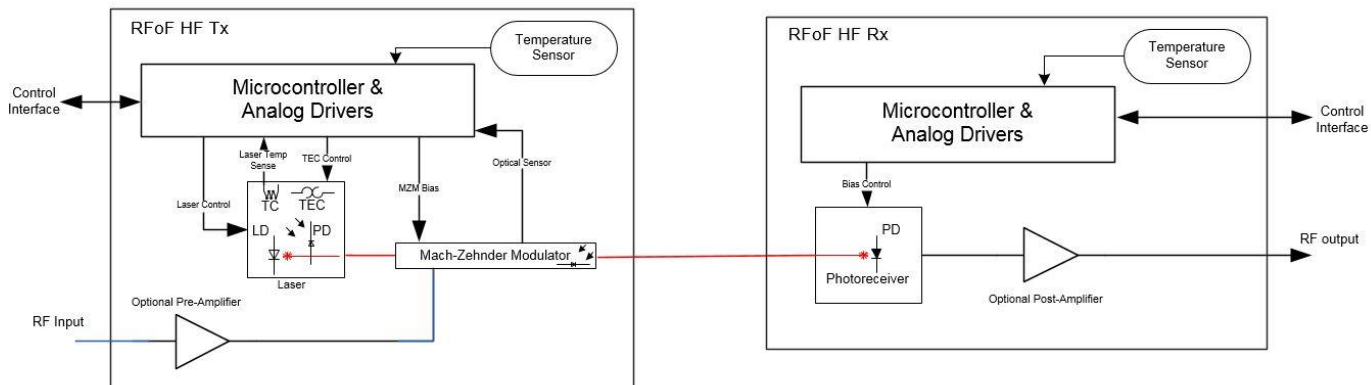 RFoF HF Tx
Temperature
Sensor
Microcontroller &
Analog Drivers
Control
Interface
Laser Temp
Sense
TEC Control
Optical Sensor
Laser Control
MZM Bias
TC
TEC
LD
PD
Mach-Zehnder Modulator
Laser
Optional Pre-Amplifier
RF Input
RFoF HF Rx
Temperature
Sensor
Microcontroller &
Analog Drivers
Control
Interface
Bias Control
PD
Photoreceiver
RF output
Optional Post-Amplifier